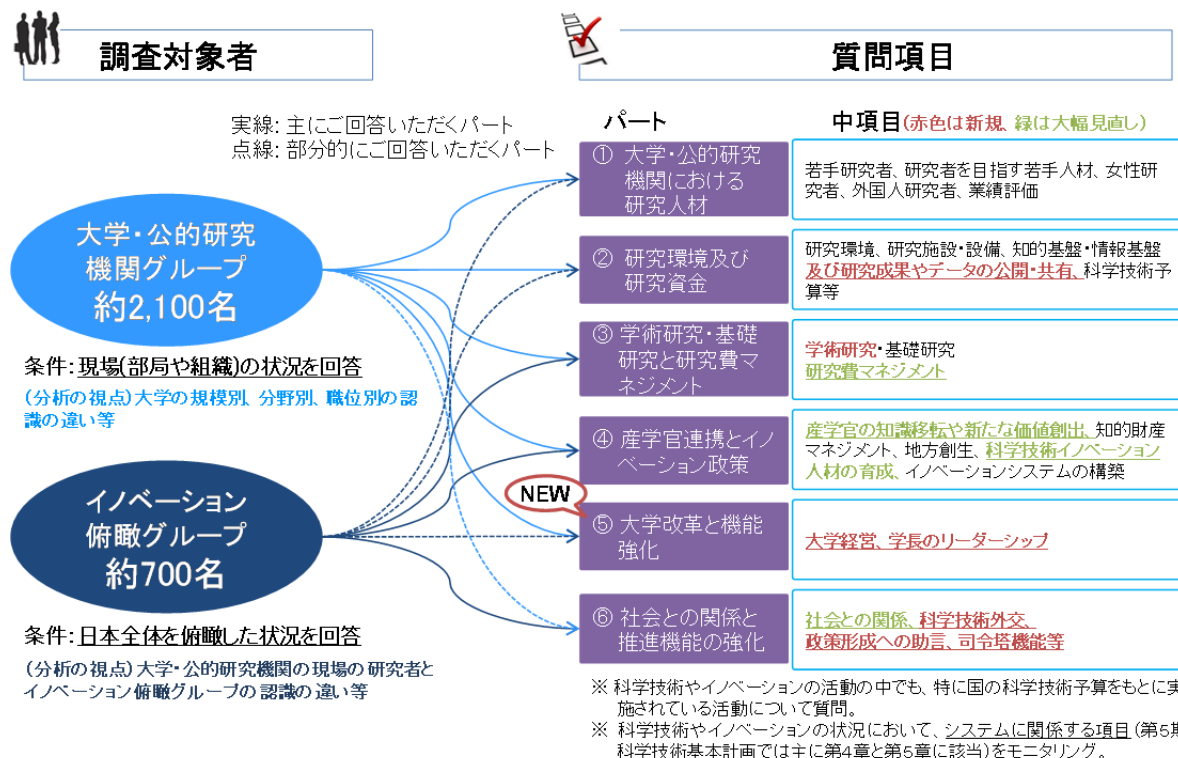 調査対象者
質問項目
実線: 主にご回答いただくパート
点線: 部分的にご回答いただくパート
パート
中項目(赤色は新規、緑は大幅見直し)
大学・公的研究
機関グループ
約2,100名
条件: 現場(部局や組織)の状況を回答
(分析の視点)大学の規模別、分野別、職位別の認
識の違い等
イノベーション
俯瞰グループ
約700名
条件: 日本全体を俯瞰した状況を回答
(分析の視点)大学・公的研究機関の現場の研究者と
イノベーション俯瞰グループの認識の違い等
① 大学・公的研究
機関における
研究人材
若手研究者、研究者を目指す若手人材、女性研
究者、外国人研究者、業績評価
② 研究環境及び
研究資金
研究環境、研究施設・設備、知的基盤・情報基盤
及び研究成果やデータの公開・共有、科学技術予
算等
③ 学術研究・基礎
研究と研究費マ
ネジメント
学術研究・基礎研究
研究費マネジメント
④ 産学官連携とイノ
ベーション政策
産学官の知識移転や新たな価値創出、知的財産
マネジメント、地方創生、科学技術イノベーション
人材の育成、イノベーションシステムの構築
NEW
⑤ 大学改革と機能
強化
大学経営、学長のリーダーシップ
⑥ 社会との関係と
推進機能の強化
社会との関係、科学技術外交、
政策形成への助言、司令塔機能等
※ 科学技術やイノベーションの活動の中でも、特に国の科学技術予算をもとに実
施されている活動について質問。
※ 科学技術やイノベーションの状況において、システムに関係する項目(第5期
科学技術基本計画では主に第4章と第5章に該当)をモニタリング。